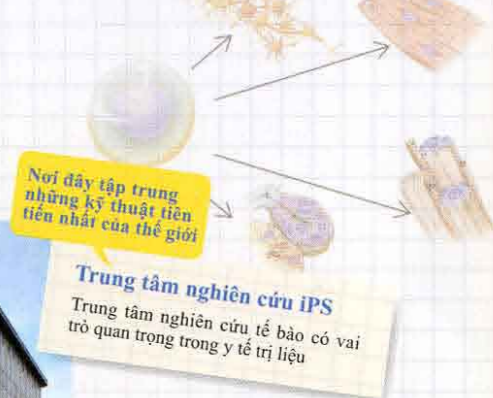 Nơi đây tập trung
những kỹ thuật tiên
tiến nhất của thế giới
Trung tâm nghiên cứu iPS
Trung tâm nghiên cứu tế bào có vai
trò quan trọng trong y tế trị liệu